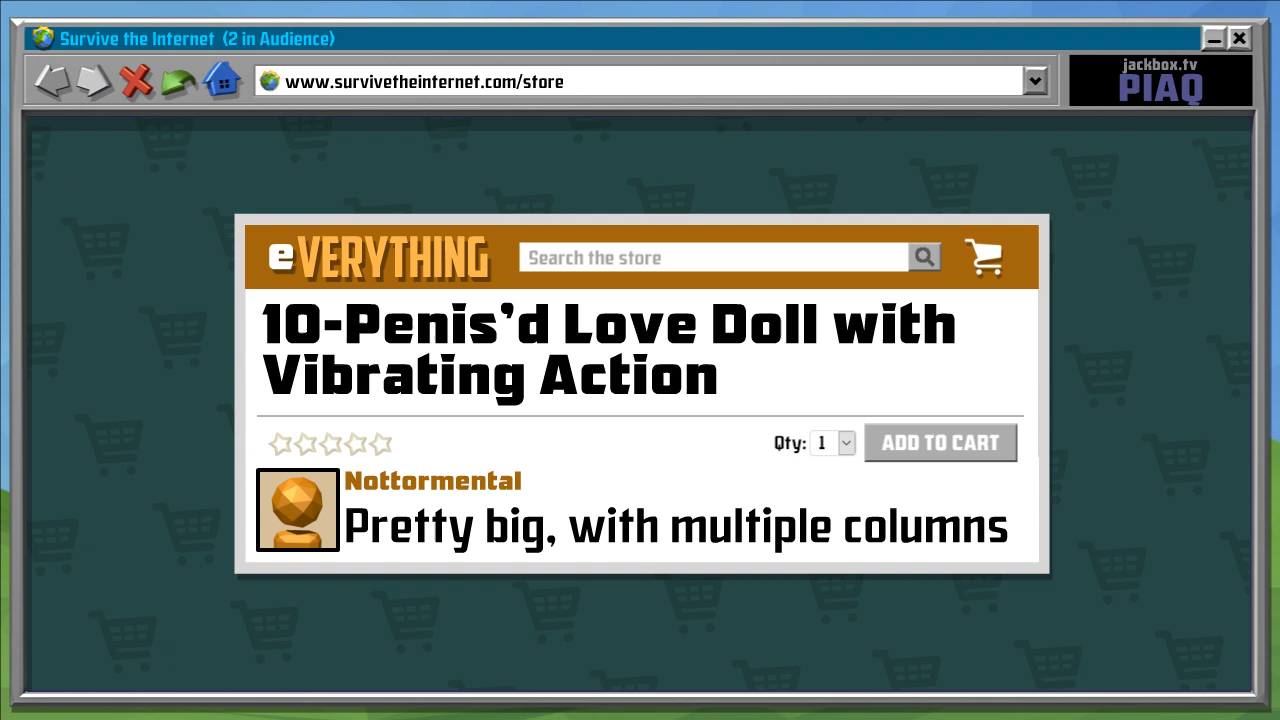 Survive the Internet (2 in Audience)
www.survivetheinternet.com/store
jackbox.tv
PIAQ
eVERYTHING
Search the store
10-Penis'd Love Doll with
Vibrating Action
Qty: 1
ADD TO CART
Nottormental
Pretty big, with multiple columns